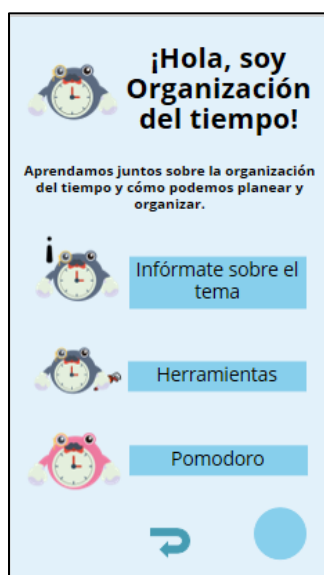 ¡Hola, soy
Organización
del tiempo!
Aprendamos juntos sobre la organización
del tiempo y cómo podemos planear y
organizar.
Infórmate sobre el
tema
Herramientas
Pomodoro